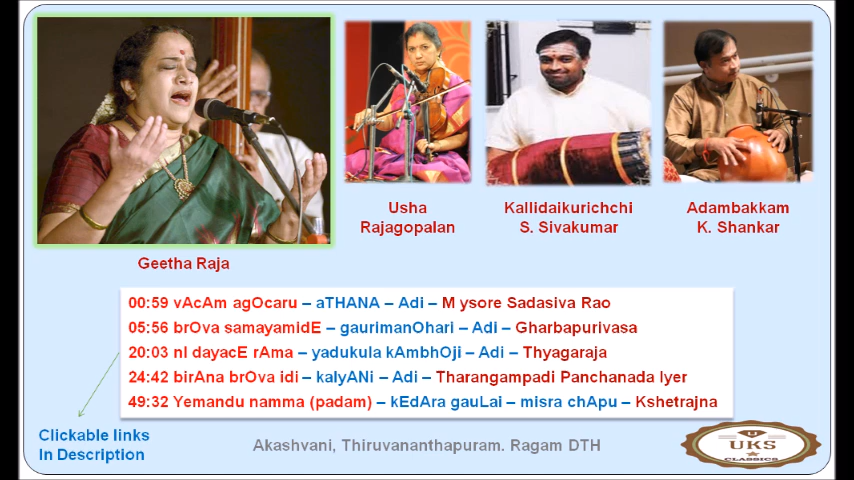 Usha
Rajagopalan
Kallidaikurichchi
S. Sivakumar
Adambakkam
K. Shankar
Geetha Raja
00:59 vAcAm agOcaru – aTHANA – Adi – M ysore Sadasiva Rao
05:56 brOva samayamidE – gaurimanOhari – Adi – Gharbapurivasa
20:03 nI dayacE rAma – yadukula kAmbhOji – Adi – Thyagaraja
24:42 birAna brOva idi – kalyANi – Adi – Tharangampadi Panchanada Iyer
49:32 Yemandu namma (padam) – kEdAra gauLai – misra chApu – Kshetrajna
Clickable links
In Description
Akashvani, Thiruvananthapuram. Ragam DTH
UKS
CLASSICS